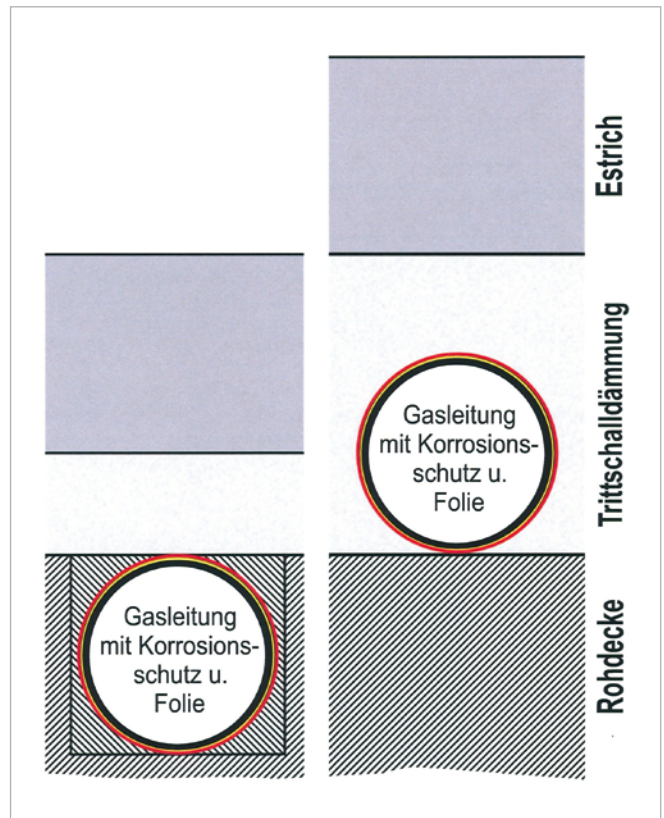 Gasleitung
mit Korrosions-
schutz u.
Folie
Gasleitung
mit Korrosions-
schutz u.
Folie
Estrich
Trittschalldämmung
Rohdecke